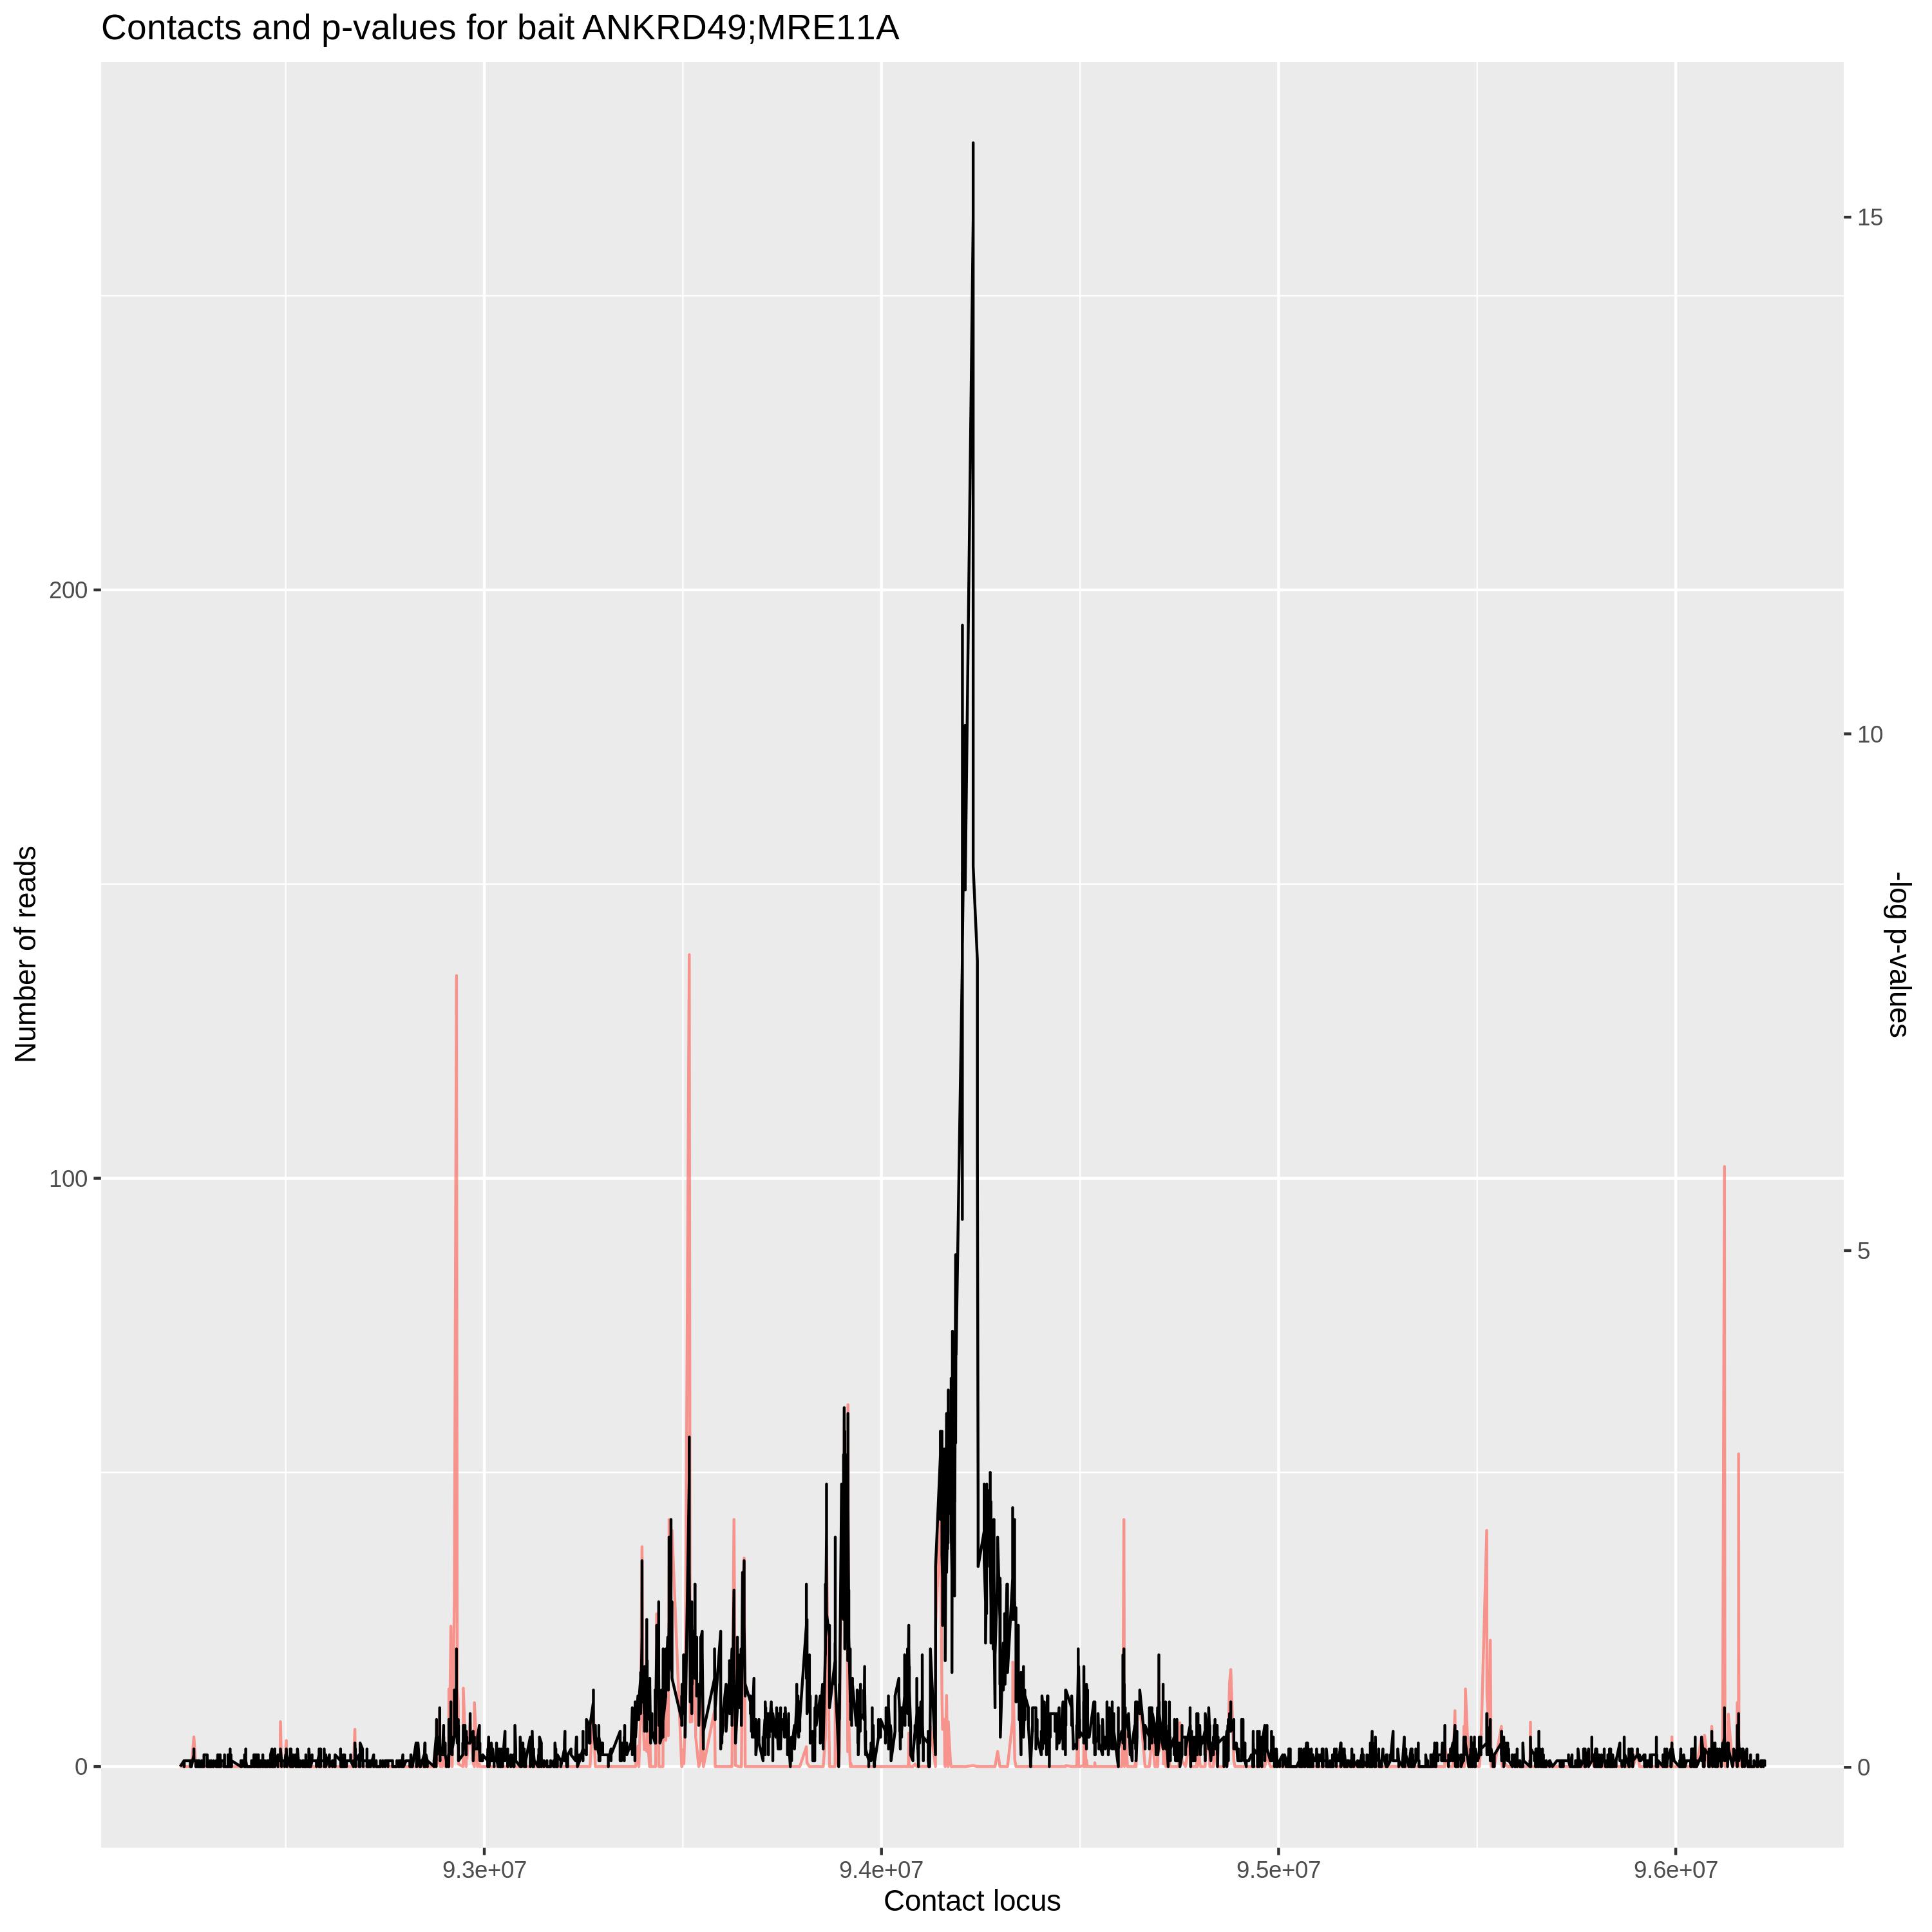 Contacts and p-values for bait ANKRD49;MRE11A
Number of reads
200
100
0
15
10
5
0
-log p-values
9.3e+07
9.4e+07
9.5e+07
9.6e+07
Contact locus